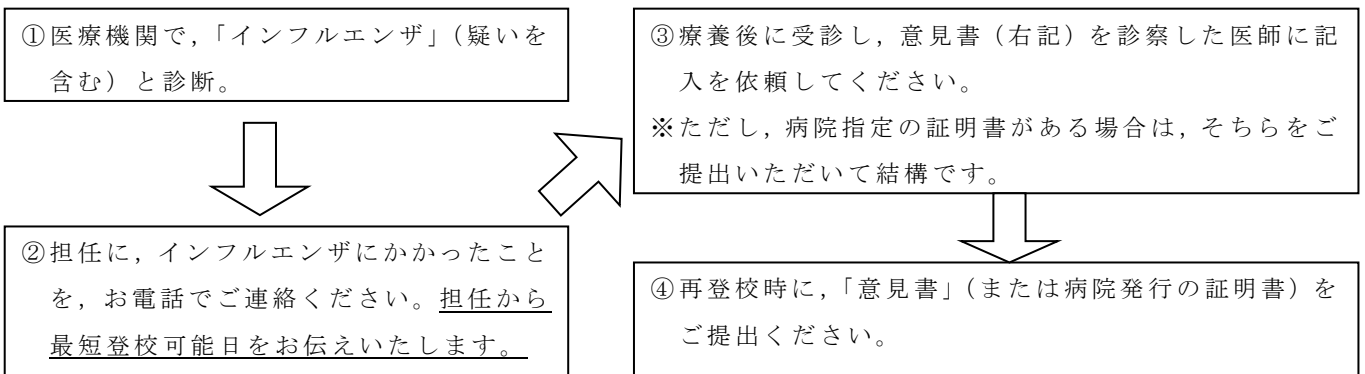 ①医療機関で，「インフルエンザ」（疑いを
含む）と診断。
②担任に，インフルエンザにかかったこと
を，お電話でご連絡ください。担任から
最短登校可能日をお伝えいたします。
③療養後に受診し，意見書（右記）を診察した医師に記
入を依頼してください。
※ただし，病院指定の証明書がある場合は，そちらをご
提出いただいて結構です。
④再登校時に，「意見書」（または病院発行の証明書）を
ご提出ください。